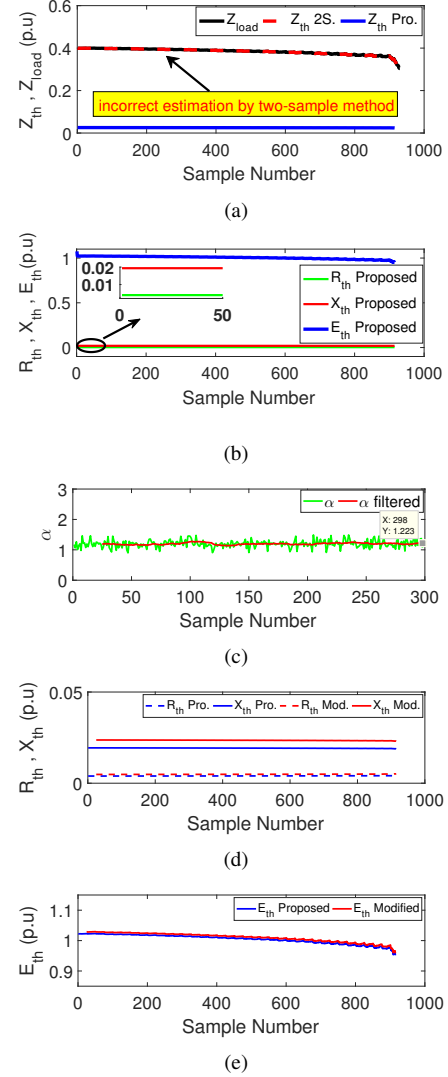 Z_load (p.u) Z_th 2S. Z_th Pro.
0.6
0.4
0.2
0
incorrect estimation by two-sample method
Z_th , Z_load (p.u)
0 200 400 600 800 1000
Sample Number
(a)
1
0.5
0
0.02
0.01
0 50
R_th Proposed
X_th Proposed
E_th Proposed
R_th , X_th , E_th(p.u)
0 200 400 600 800 1000
Sample Number
(b)
3
2
1
0
α α filtered
X: 298
Y: 1.223
α
0 50 100 150 200 250 300
Sample Number
(c)
0.05
0
R_th Pro. X_th Pro. R_th Mod. X_th Mod.
R_th , X_th (p.u)
0 200 400 600 800 1000
Sample Number
(d)
1.1
1
0.9
E_th Proposed E_th Modified
E_th (p.u)
0 200 400 600 800 1000
Sample Number
(e)